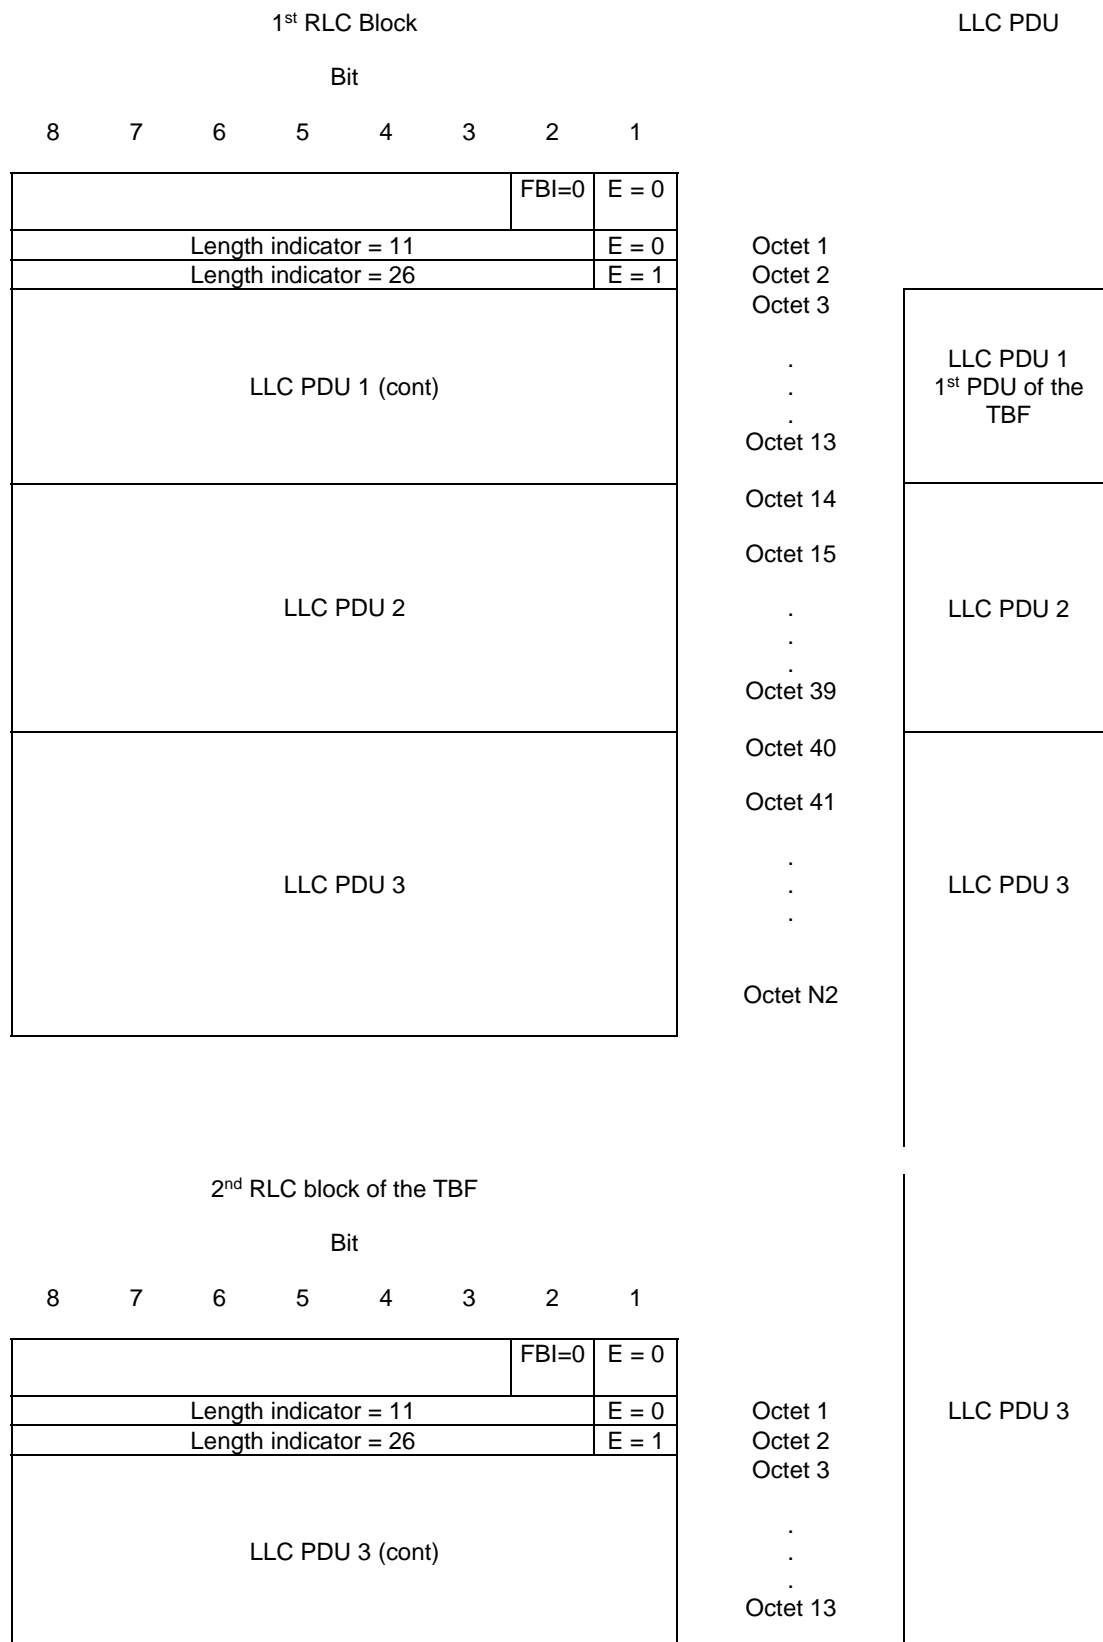 1st RLC Block LLC PDU
Bit
8 7 6 5 4 3 2 1
FBI=0 E = 0
Length indicator = 11 E = 0 Octet 1
Length indicator = 26 E = 1 Octet 2
Octet 3
.
LLC PDU 1 (cont) . LLC PDU 1
1st PDU of the
. TBF
Octet 13
Octet 14
Octet 15
LLC PDU 2 . LLC PDU 2
.
.
Octet 39
Octet 40
Octet 41
.
LLC PDU 3 . LLC PDU 3
.
Octet N2
2nd RLC block of the TBF
Bit
8 7 6 5 4 3 2 1
FBI=0 E = 0
Length indicator = 11 E = 0 Octet 1 LLC PDU 3
Length indicator = 26 E = 1 Octet 2
Octet 3
.
LLC PDU 3 (cont) .
.
Octet 13